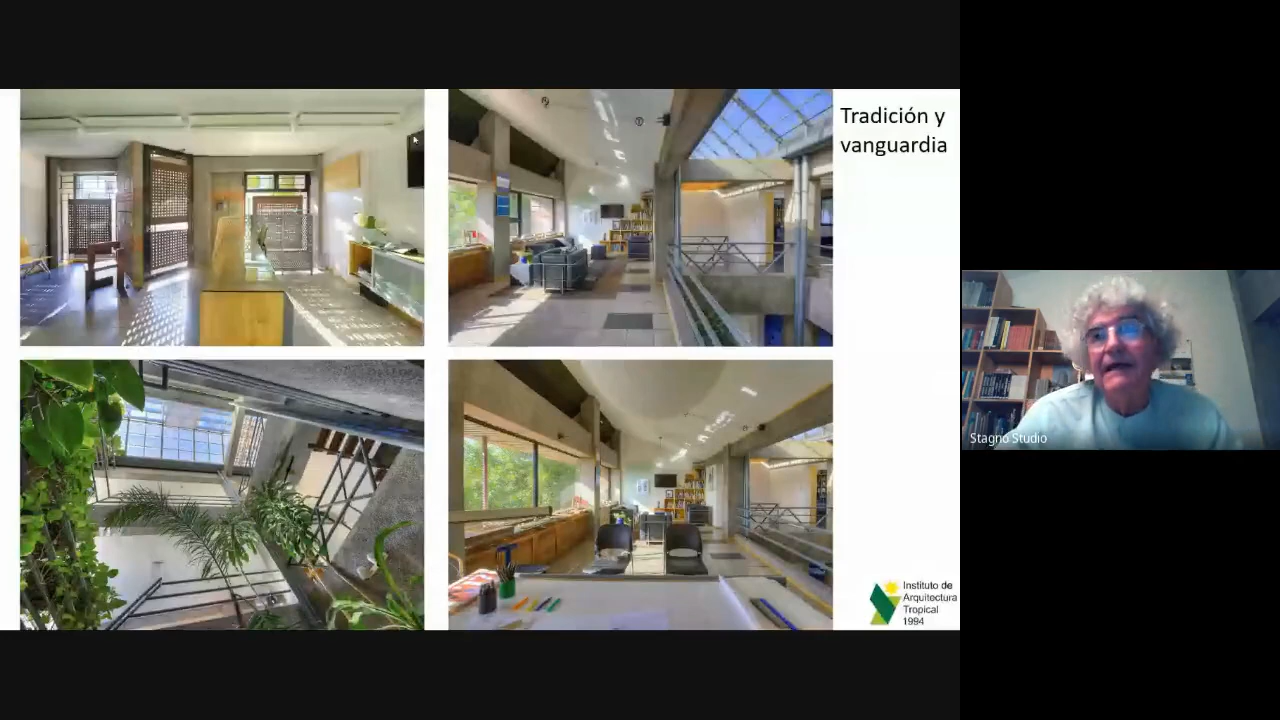 Tradición y
vanguardia
Instituto de
Arquitectura
Tropical
1994
Stagno Studio